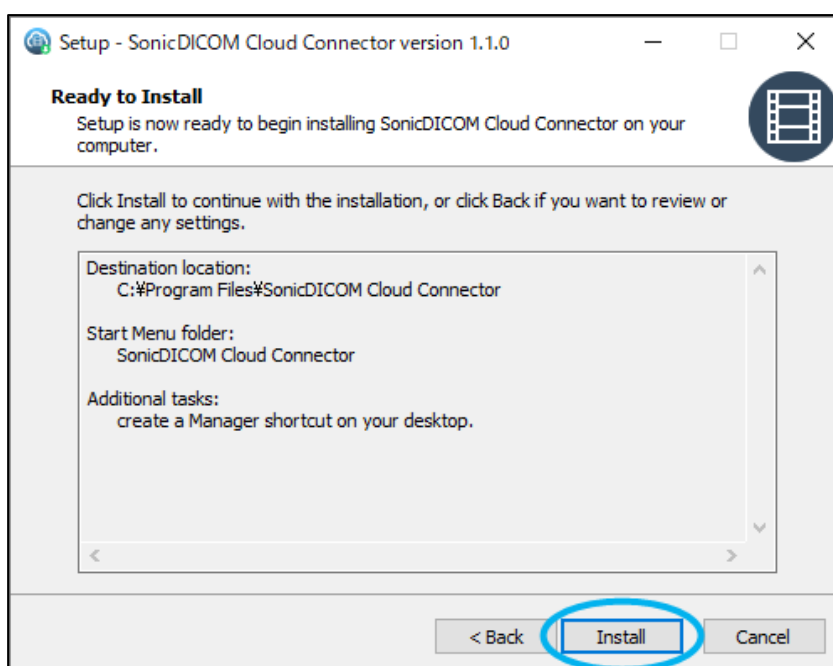 Setup - SonicDICOM Cloud Connector version 1.1.0
Ready to Install
Setup is now ready to begin installing SonicDICOM Cloud Connector on your
computer.
Click Install to continue with the installation, or click Back if you want to review or
change any settings.
Destination location:
C:¥Program Files¥SonicDICOM Cloud Connector
Start Menu folder:
SonicDICOM Cloud Connector
Additional tasks:
create a Manager shortcut on your desktop.
< Back Install Cancel